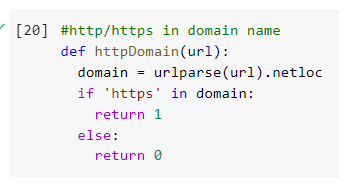 [20] #http/https in domain name
def httpDomain(url):
  domain = urlparse(url).netloc
  if 'https' in domain:
    return 1
  else:
    return 0